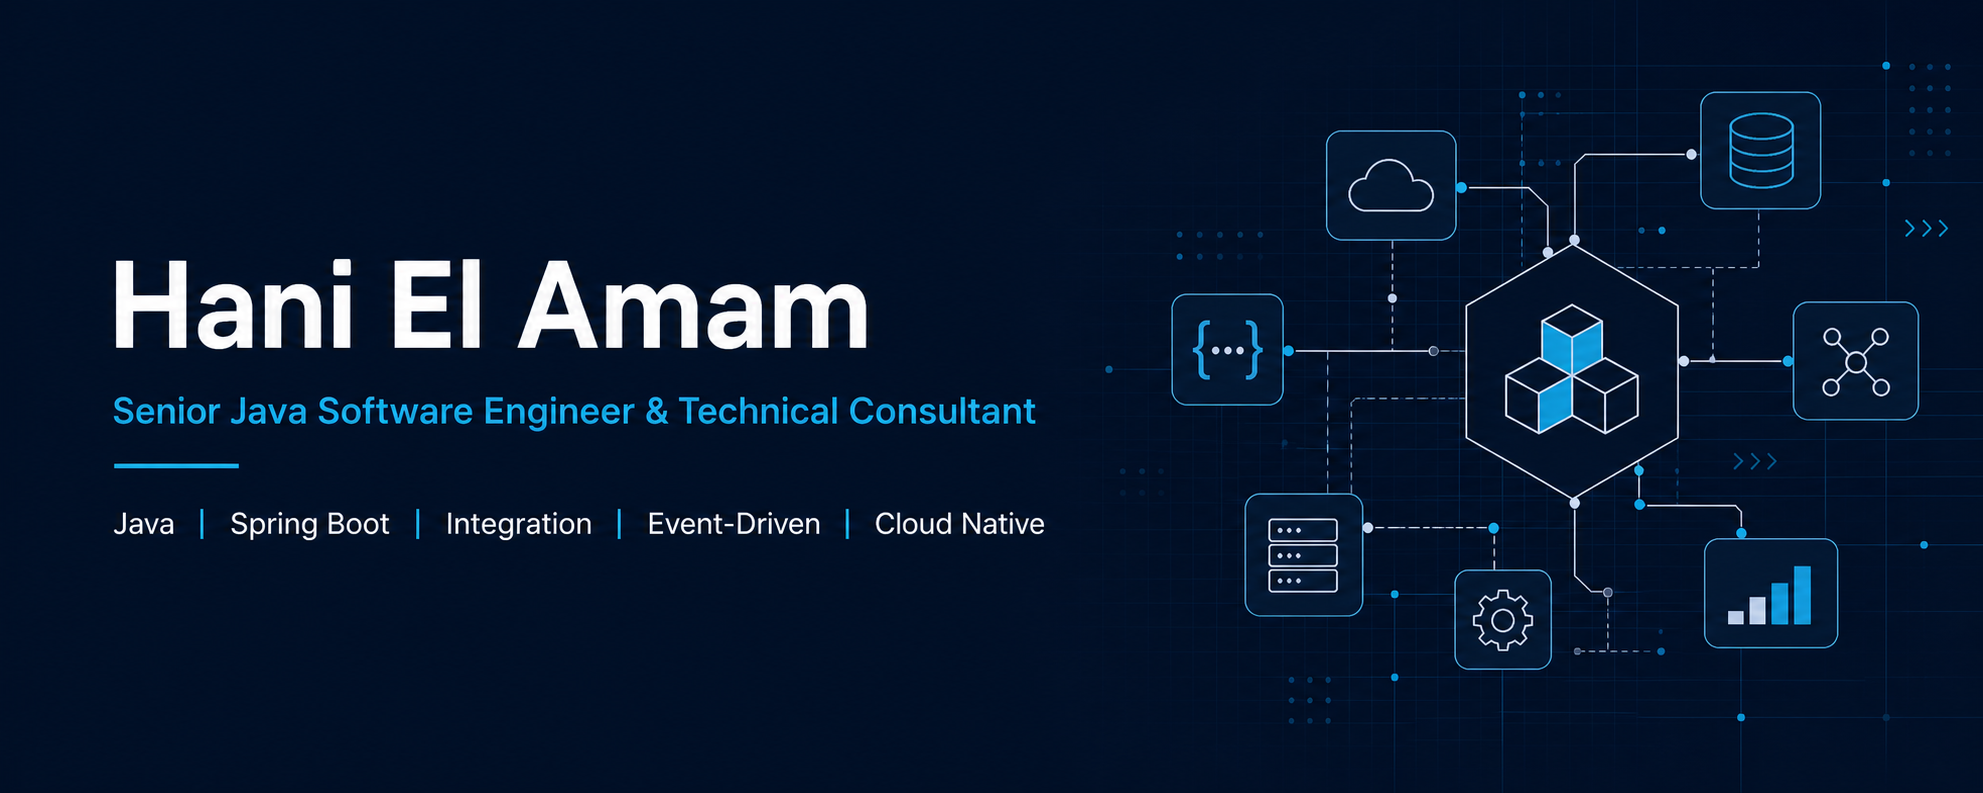 Hani El Amam
Senior Java Software Engineer & Technical Consultant
Java | Spring Boot | Integration | Event-Driven | Cloud Native